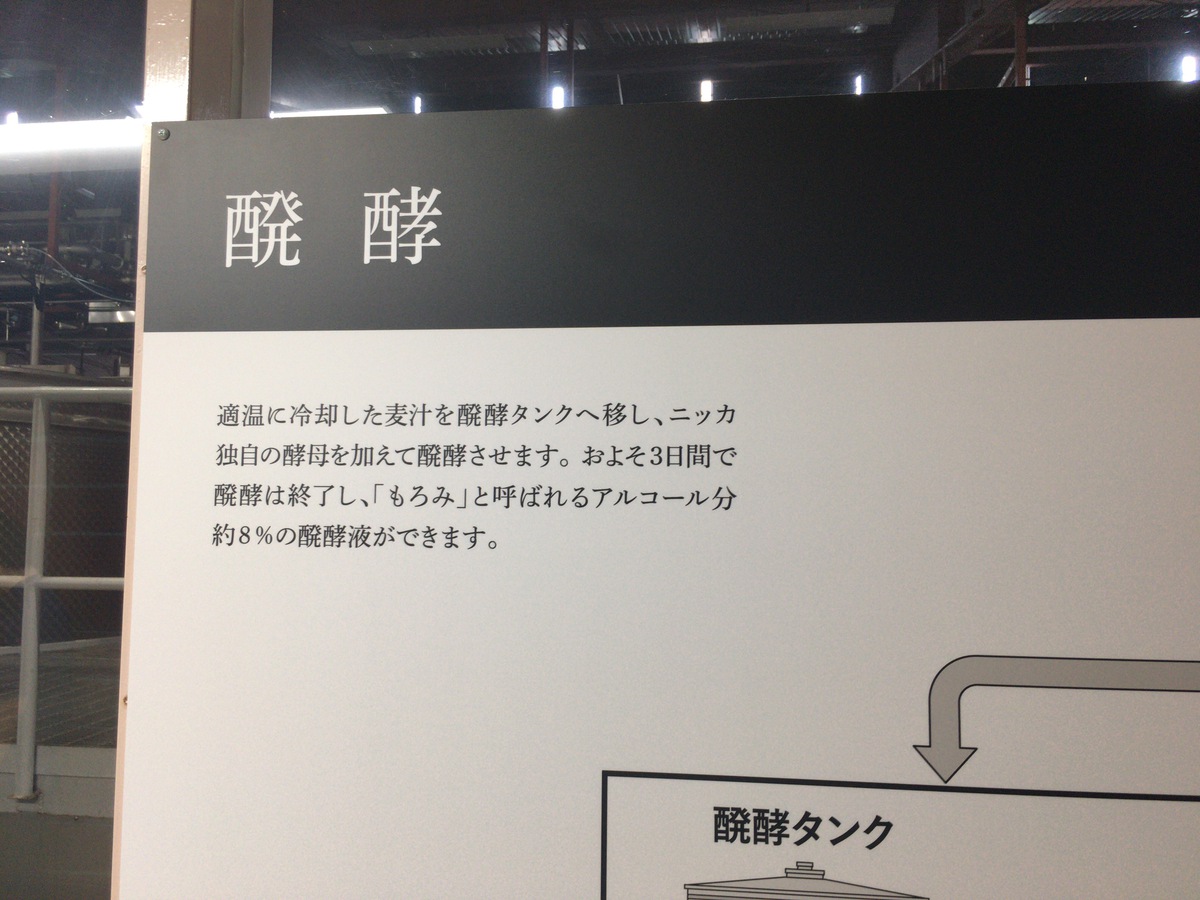 醗酵
適温に冷却した麦汁を醗酵タンクへ移し、ニッカ
独自の酵母を加えて醗酵させます。およそ3日間で
醗酵は終了し、「もろみ」と呼ばれるアルコール分
約8%の醗酵液ができます。
醗酵タンク